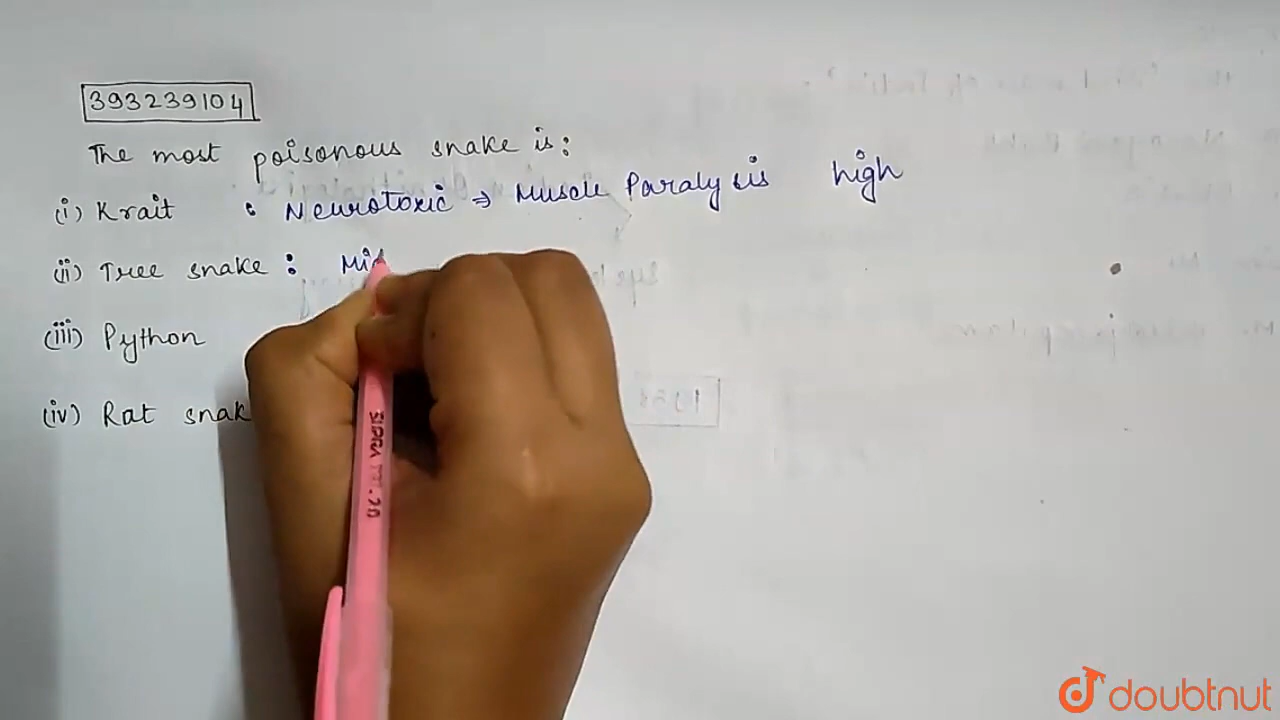 393239104
The most poisonous snake is:
(i) Krait : Neurotoxic ⇒ Muscle Paralysis high
(ii) Tree snake :
(iii) Python
(iv) Rat snak
doubtnut